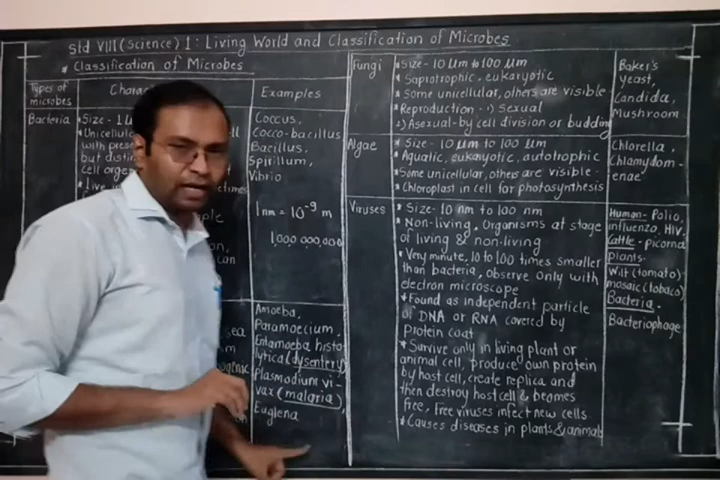 Std VIII (Science) 1: Living World and Classification of Microbes
* Classification of Microbes
Types of
microbes
Examples
Bacteria
* Size - 1
* Unicellul
with pres
but disti
cell orga
* Live in
Coccus,
Cocco-bacillus
Bacillus,
Spirillum,
Vibrio
1nm = 10⁻⁹ m
1,000,000,000
Amoeba,
Paramoecium,
Entamoeba histo-
lytica (dysentery)
Plasmodium vi-
vax (malaria),
Euglena
Fungi
* Size - 10 µm to 100 µm
* Saprotrophic, eukaryotic
* Some unicellular, others are visible
* Reproduction - 1) Sexual
2) Asexual - by cell division or budding
Baker's
yeast,
Candida,
Mushroom
Algae
* Size - 10 µm to 100 µm
* Aquatic, eukaryotic, autotrophic
* Some unicellular, others are visible -
* Chloroplast in cell for photosynthesis
Chlorella,
Chlamydom-
enae
Viruses
* Size - 10 nm to 100 nm
* Non-living, Organisms at stage
of living & non-living
* Very minute, 10 to 100 times smaller
than bacteria, observe only with
electron microscope
* Found as independent particle
of DNA or RNA covered by
protein coat
* Survive only in living plant or
animal cell, produce own protein
by host cell, create replica and
then destroy host cell & becomes
free, free viruses infect new cells
* Causes diseases in plants & animals
Human - Polio,
influenzo, HIV.
Cattle - picorna
plants -
Wilt (tomato)
mosaic (tobaco)
Bacteria -
Bacteriophage